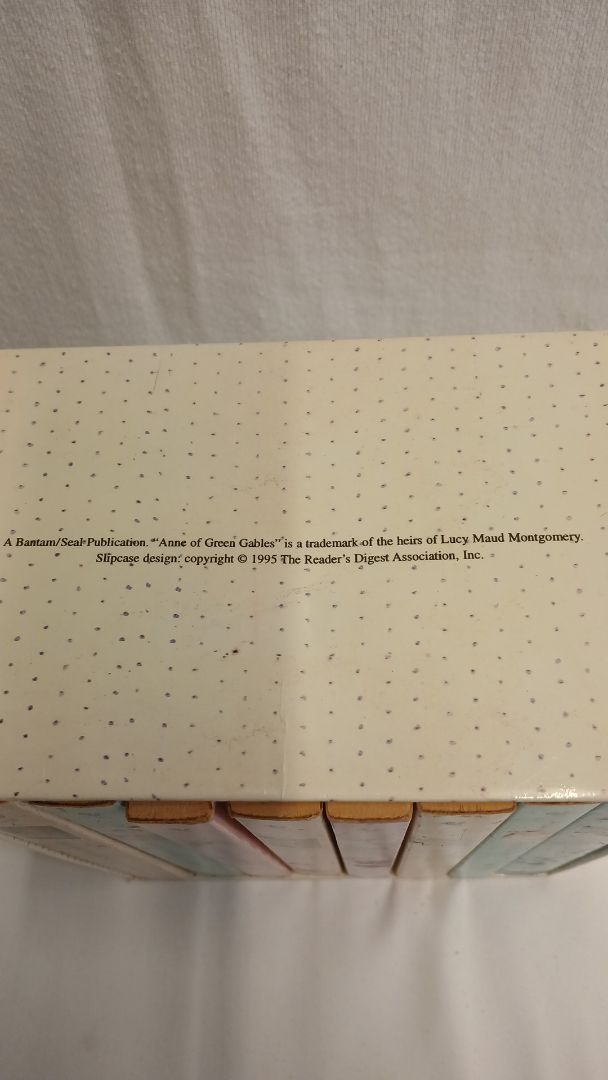 A Bantam/Seal Publication. "Anne of Green Gables" is a trademark of the heirs of Lucy Maud Montgomery.
Slipcase design: copyright © 1995 The Reader's Digest Association, Inc.